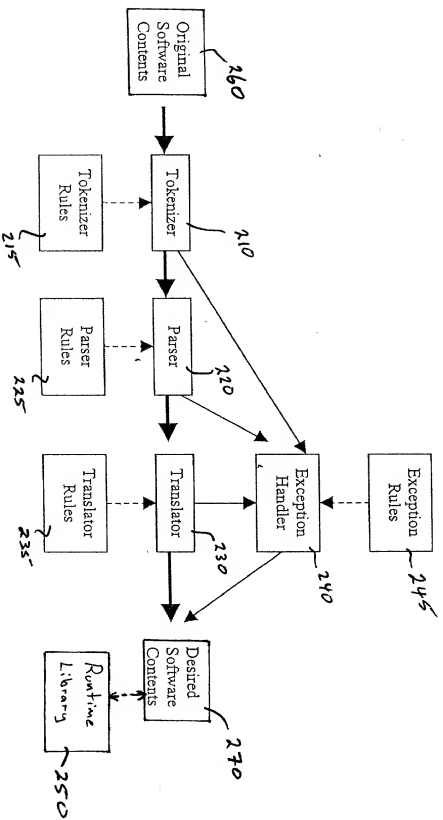 Exception
Rules
245
Exception
Handler
240
260
Original
Software
Contents
210
Tokenizer
220
Parser
230
Translator
270
Desired
Software
Contents
Tokenizer
Rules
215
Parser
Rules
225
Translator
Rules
235
Runtime
Library
250